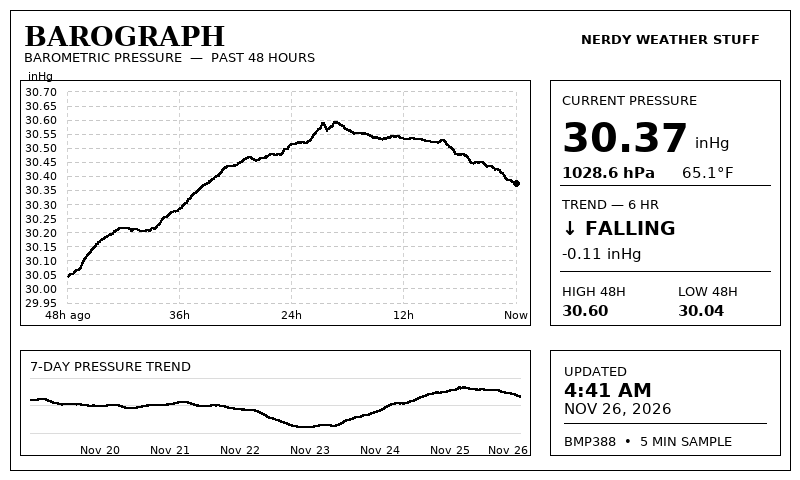 BAROGRAPH
BAROMETRIC PRESSURE — PAST 48 HOURS
NERDY WEATHER STUFF
inHg
30.70
30.65
30.60
30.55
30.50
30.45
30.40
30.35
30.30
30.25
30.20
30.15
30.10
30.05
30.00
29.95
48h ago 36h 24h 12h Now
CURRENT PRESSURE
30.37 inHg
1028.6 hPa 65.1°F
TREND — 6 HR
↓ FALLING
-0.11 inHg
HIGH 48H LOW 48H
30.60 30.04
7-DAY PRESSURE TREND
Nov 20 Nov 21 Nov 22 Nov 23 Nov 24 Nov 25 Nov 26
UPDATED
4:41 AM
NOV 26, 2026
BMP388 • 5 MIN SAMPLE